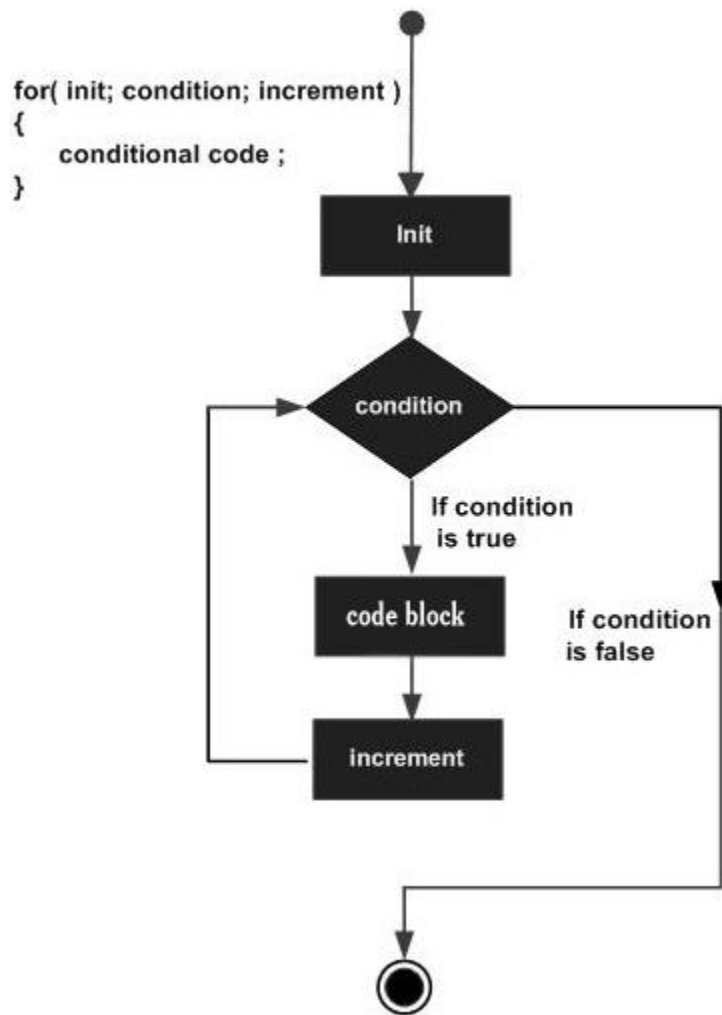 for( init; condition; increment )
{
conditional code ;
}
Init
condition
If condition
is true
code block
If condition
is false
increment